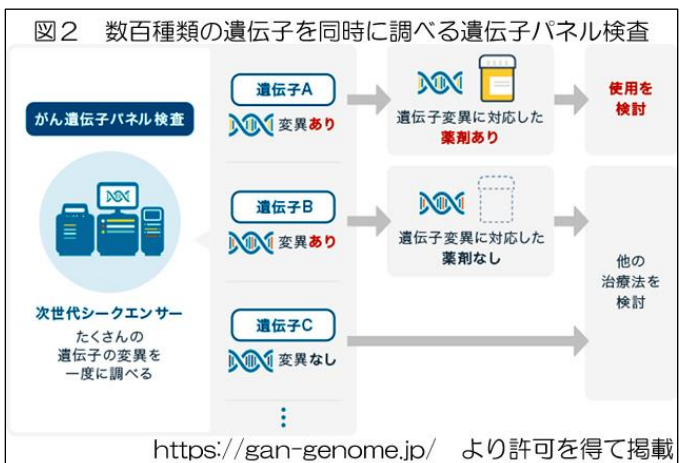 図2 数百種類の遺伝子を同時に調べる遺伝子パネル検査
がん遺伝子パネル検査
次世代シークエンサー
たくさんの
遺伝子の変異を
一度に調べる
遺伝子A
変異あり
遺伝子変異に対応した
薬剤あり
使用を
検討
遺伝子B
変異あり
遺伝子変異に対応した
薬剤なし
他の
治療法を
検討
遺伝子C
変異なし
⋮
https://gan-genome.jp/ より許可を得て掲載